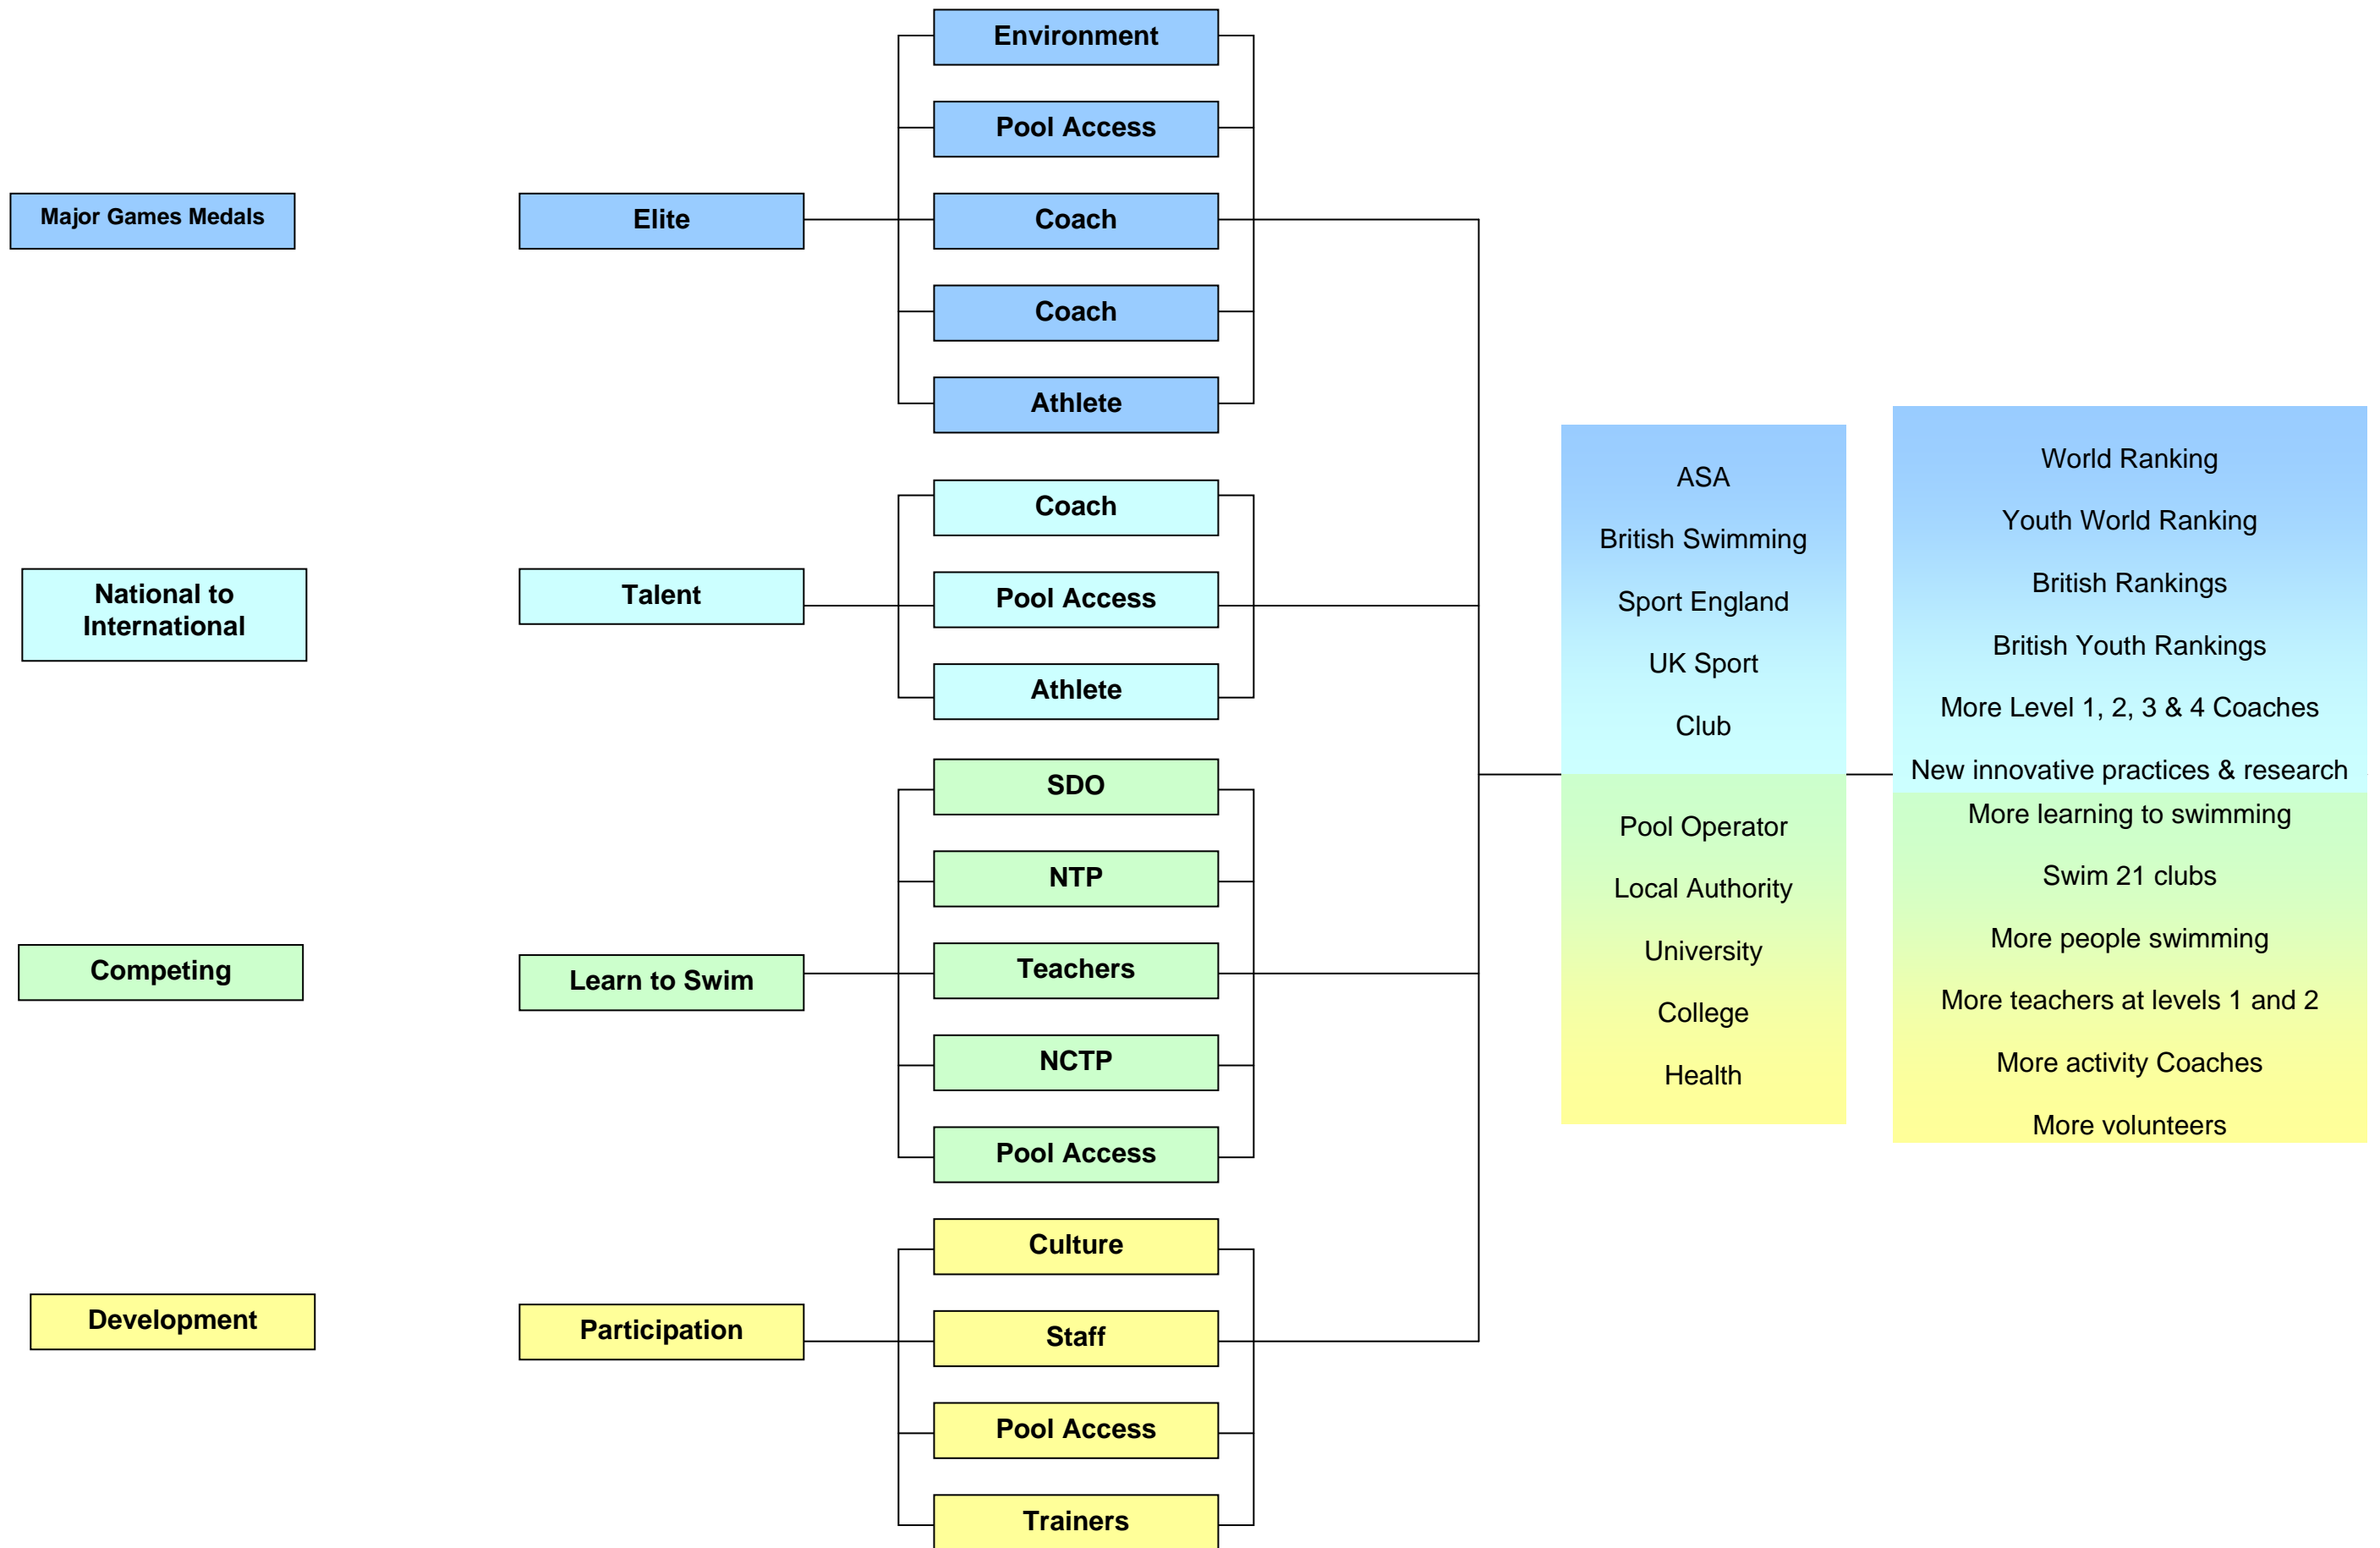 Major Games Medals
National to
International
Competing
Development
Elite
Talent
Learn to Swim
Participation
Environment
Pool Access
Coach
Coach
Athlete
Coach
Pool Access
Athlete
SDO
NTP
Teachers
NCTP
Pool Access
Culture
Staff
Pool Access
Trainers
ASA
British Swimming
Sport England
UK Sport
Club
Pool Operator
Local Authority
University
College
Health
World Ranking
Youth World Ranking
British Rankings
British Youth Rankings
More Level 1, 2, 3 & 4 Coaches
New innovative practices & research
More learning to swimming
Swim 21 clubs
More people swimming
More teachers at levels 1 and 2
More activity Coaches
More volunteers